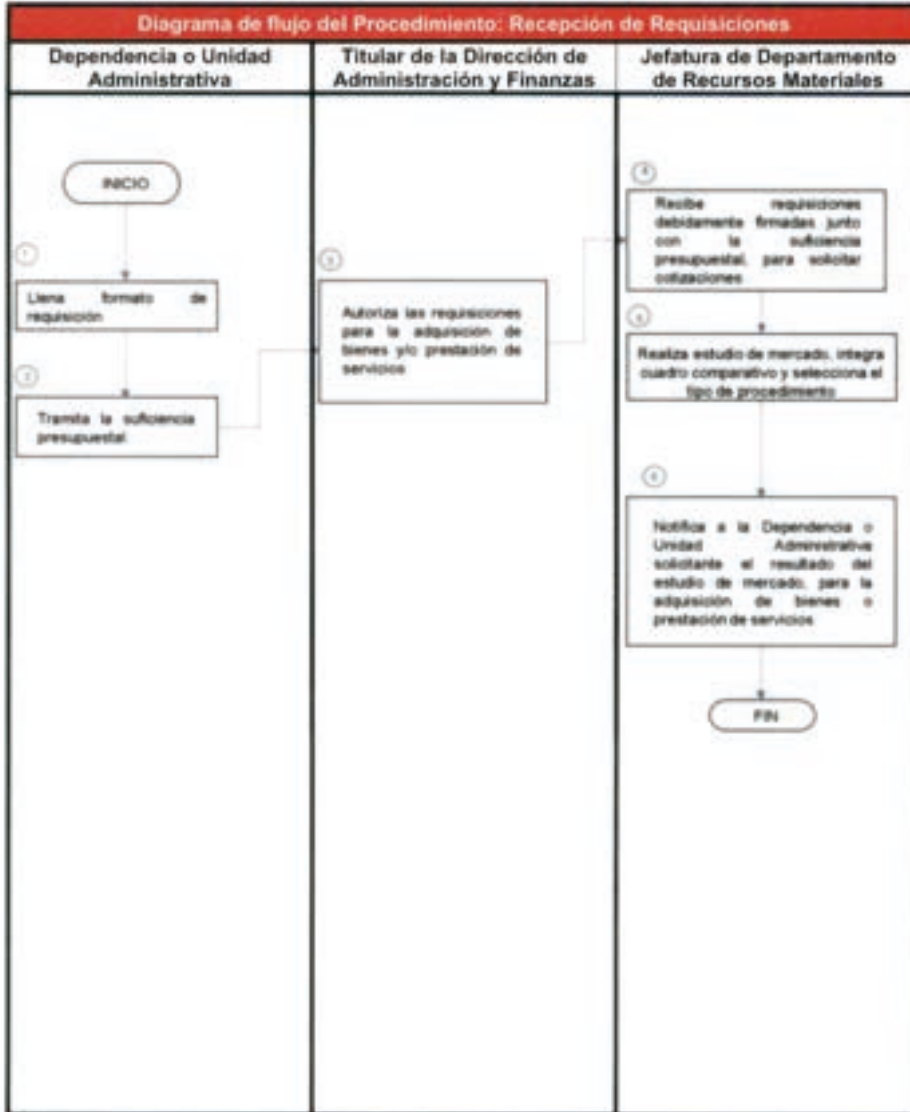 Diagrama de flujo del Procedimiento: Recepción de Requisiciones
Dependencia o Unidad
Administrativa
Titular de la Dirección de
Administración y Finanzas
Jefatura de Departamento
de Recursos Materiales
INICIO
1
Llena formato de
requisición
2
Tramita la suficiencia
presupuestal
3
Autoriza las requisiciones
para la adquisición de
bienes y/o prestación de
servicios
4
Recibe requisiciones
debidamente firmadas junto
con la suficiencia
presupuestal, para solicitar
cotizaciones
5
Realiza estudio de mercado, integra
cuadro comparativo y selecciona el
tipo de procedimiento
6
Notifica a la Dependencia o
Unidad Administrativa
solicitante el resultado del
estudio de mercado, para la
adquisición de bienes o
prestación de servicios
FIN